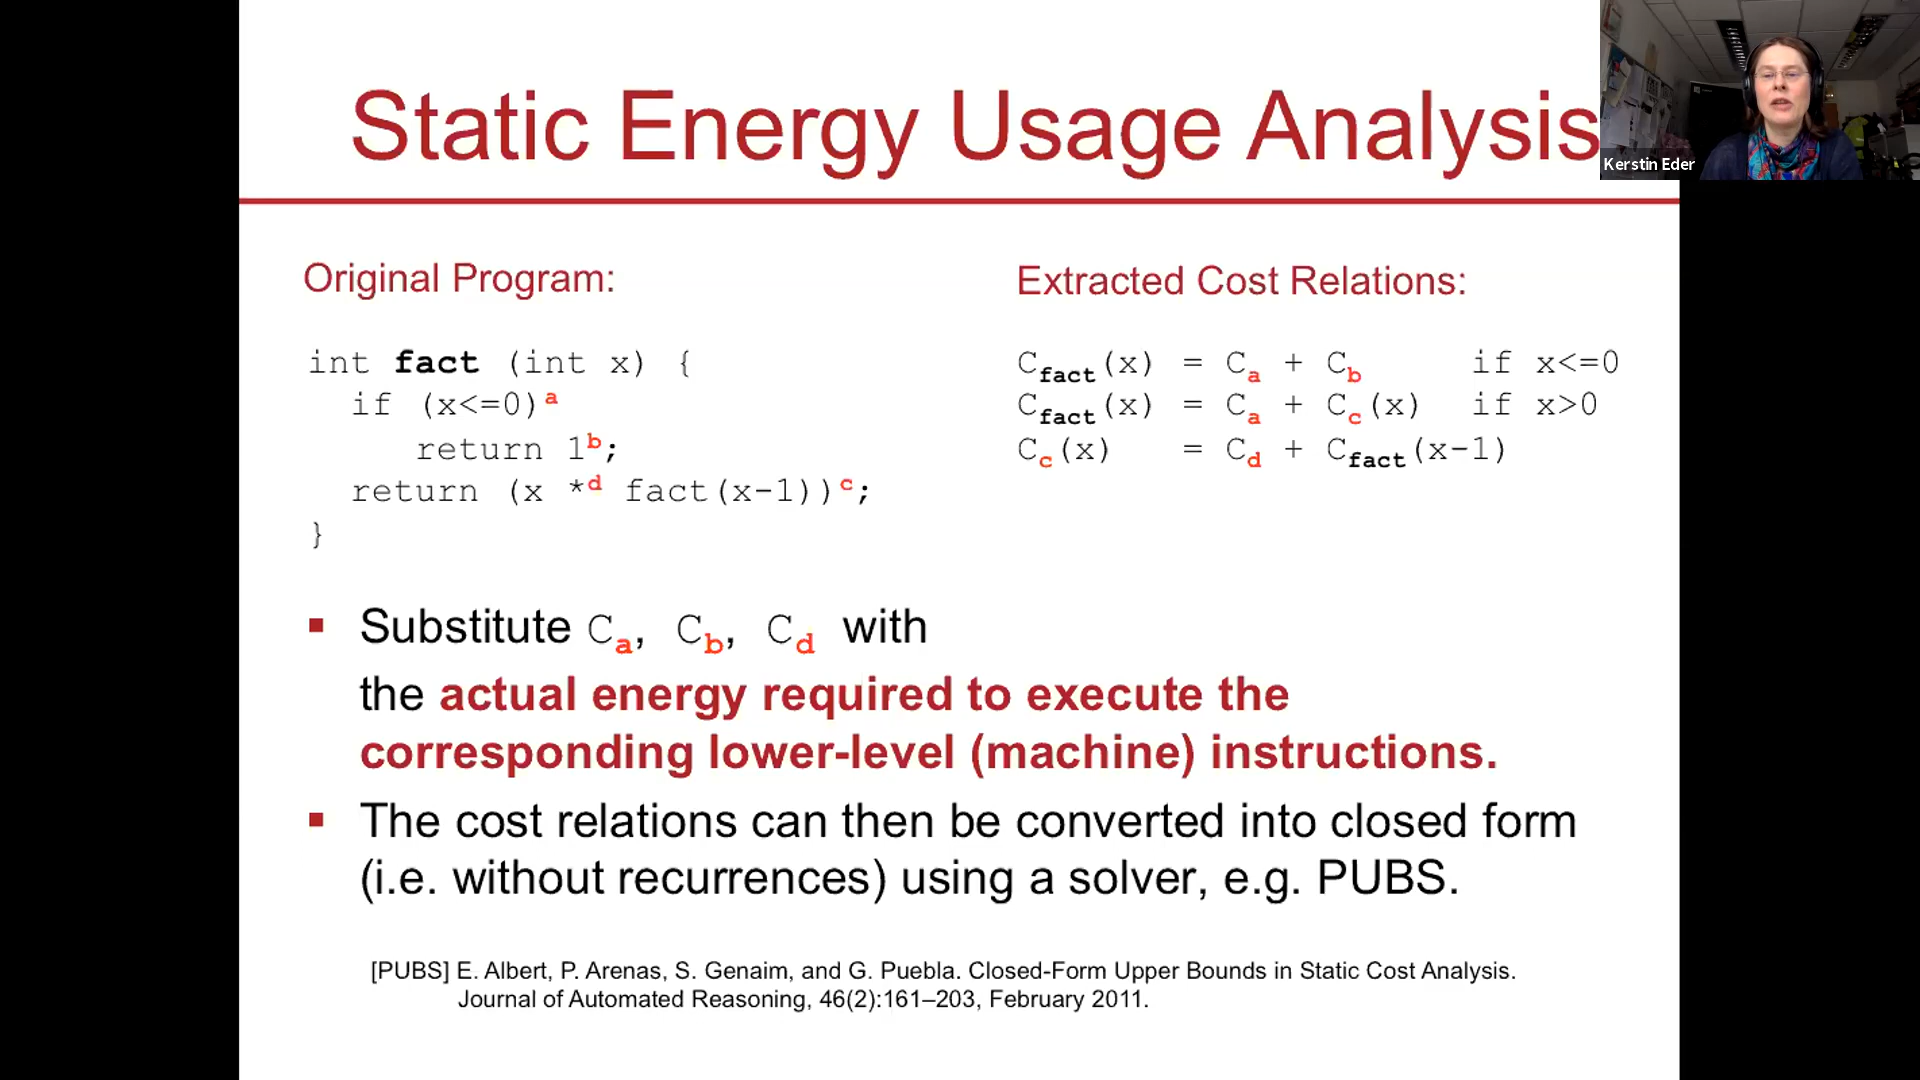 Static Energy Usage Analysis
Kerstin Eder
Original Program:
int fact (int x) {
if (x<=0)a
return 1b;
return (x *d fact(x-1))c;
}
Extracted Cost Relations:
Cfact(x) = Ca + Cb if x<=0
Cfact(x) = Ca + Cc(x) if x>0
Cc(x) = Cd + Cfact(x-1)
▪ Substitute Ca, Cb, Cd with
the actual energy required to execute the
corresponding lower-level (machine) instructions.
▪ The cost relations can then be converted into closed form
(i.e. without recurrences) using a solver, e.g. PUBS.
[PUBS] E. Albert, P. Arenas, S. Genaim, and G. Puebla. Closed-Form Upper Bounds in Static Cost Analysis.
Journal of Automated Reasoning, 46(2):161–203, February 2011.